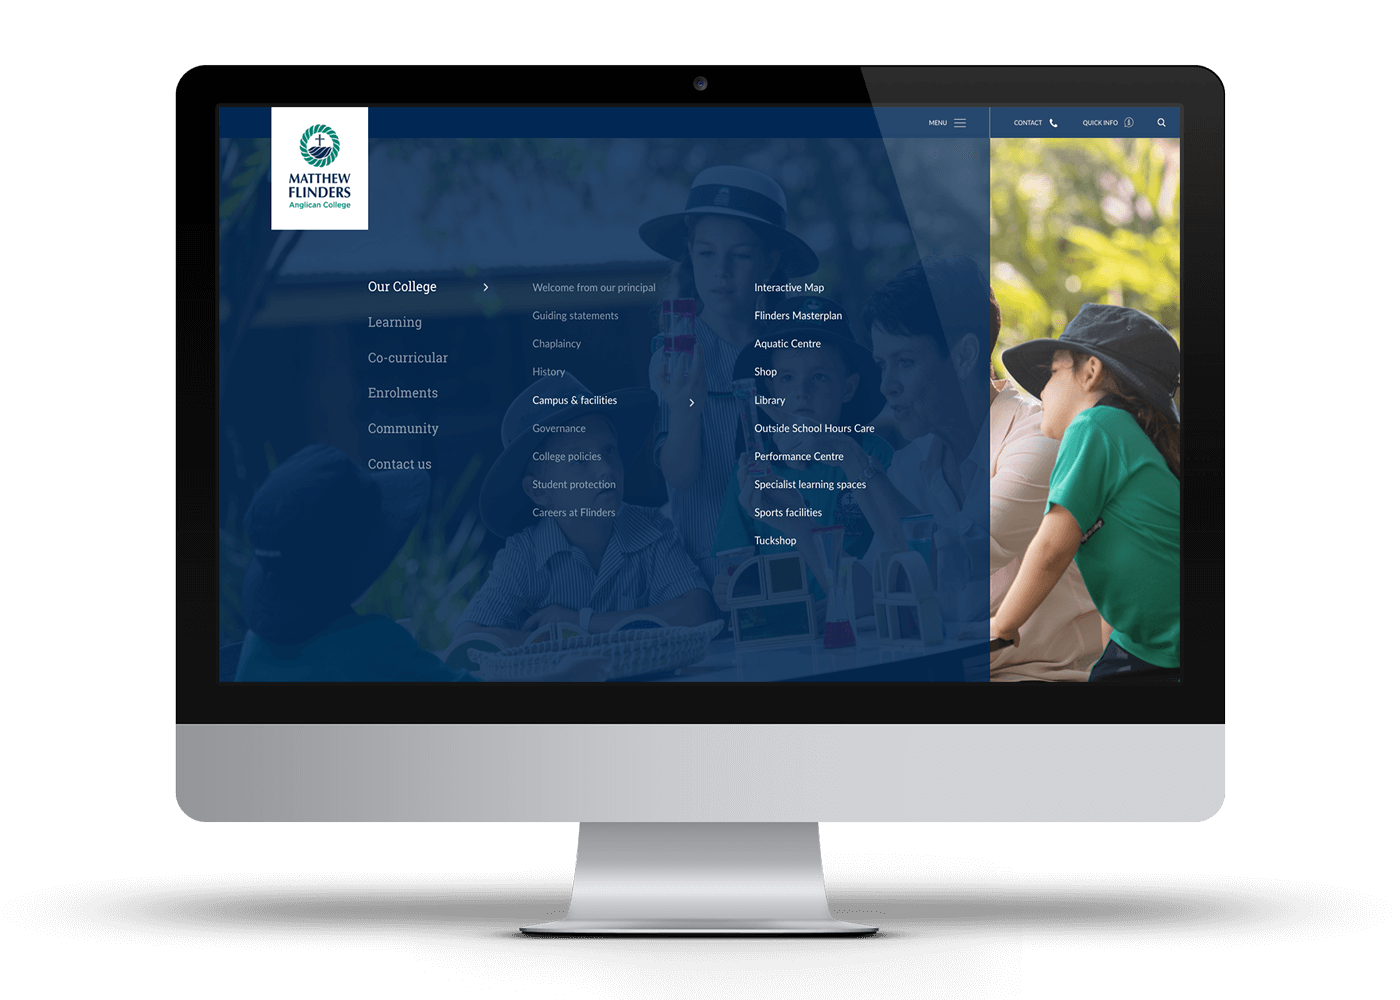 MENU
CONTACT
QUICK INFO
MATTHEW
FLINDERS
Anglican College
Our College
Learning
Co-curricular
Enrolments
Community
Contact us
Welcome from our principal
Guiding statements
Chaplaincy
History
Campus & facilities
Governance
College policies
Student protection
Careers at Flinders
Interactive Map
Flinders Masterplan
Aquatic Centre
Shop
Library
Outside School Hours Care
Performance Centre
Specialist learning spaces
Sports facilities
Tuckshop